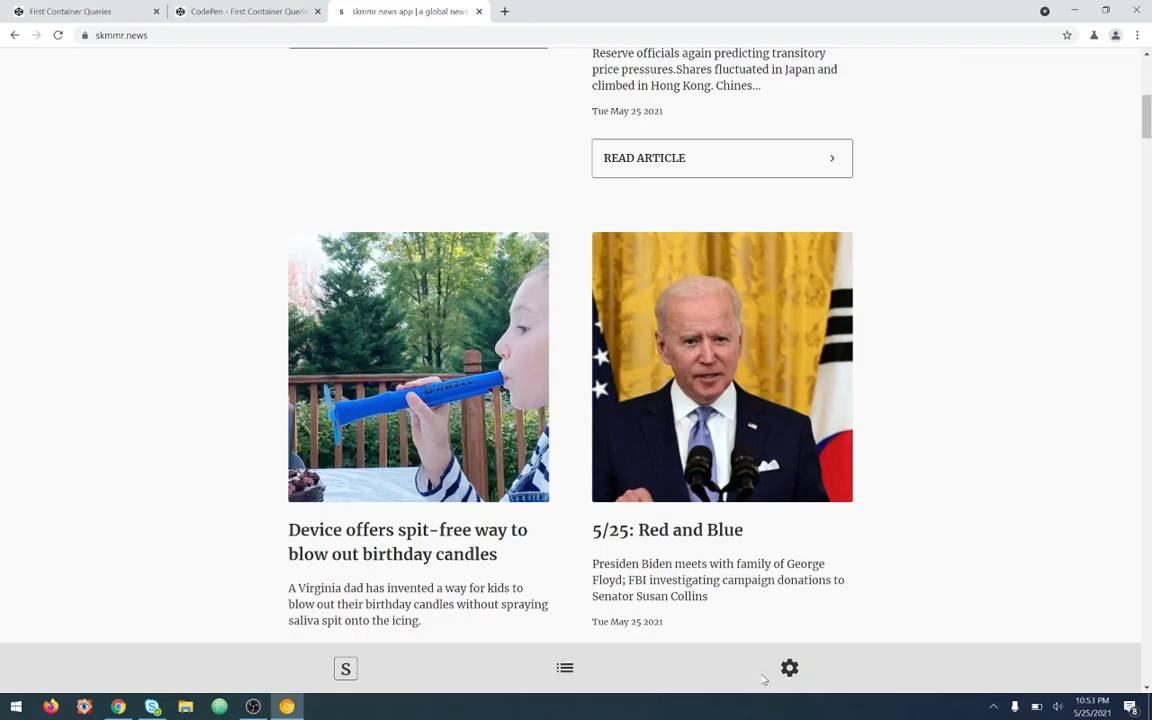 First Container Queries
CodePen - First Container Queri
skmmr news app | a global news
skmmr.news
Reserve officials again predicting transitory
price pressures.Shares fluctuated in Japan and
climbed in Hong Kong. Chines...
Tue May 25 2021
READ ARTICLE
Device offers spit-free way to
blow out birthday candles
A Virginia dad has invented a way for kids to
blow out their birthday candles without spraying
saliva spit onto the icing.
5/25: Red and Blue
Presiden Biden meets with family of George
Floyd; FBI investigating campaign donations to
Senator Susan Collins
Tue May 25 2021
S
10:53 PM
5/25/2021
8